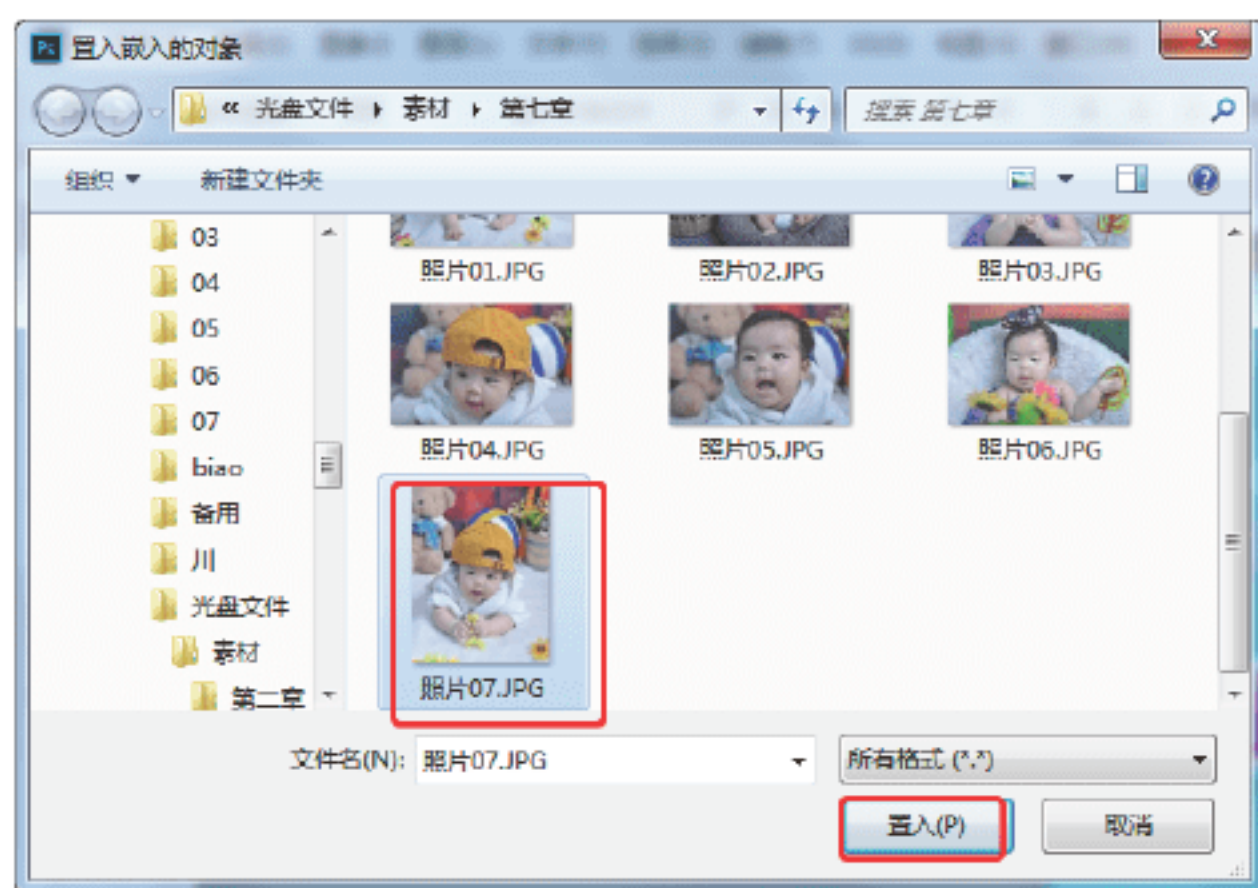 Ps 置入嵌入的对象
« 光盘文件 ▸ 素材 ▸ 第七章
搜索 第七章
组织 新建文件夹
03
04
05
06
07
biao
备用
川
光盘文件
素材
第二章
照片01.JPG 照片02.JPG 照片03.JPG
照片04.JPG 照片05.JPG 照片06.JPG
照片07.JPG
文件名(N): 照片07.JPG 所有格式 (*.*)
置入(P) 取消